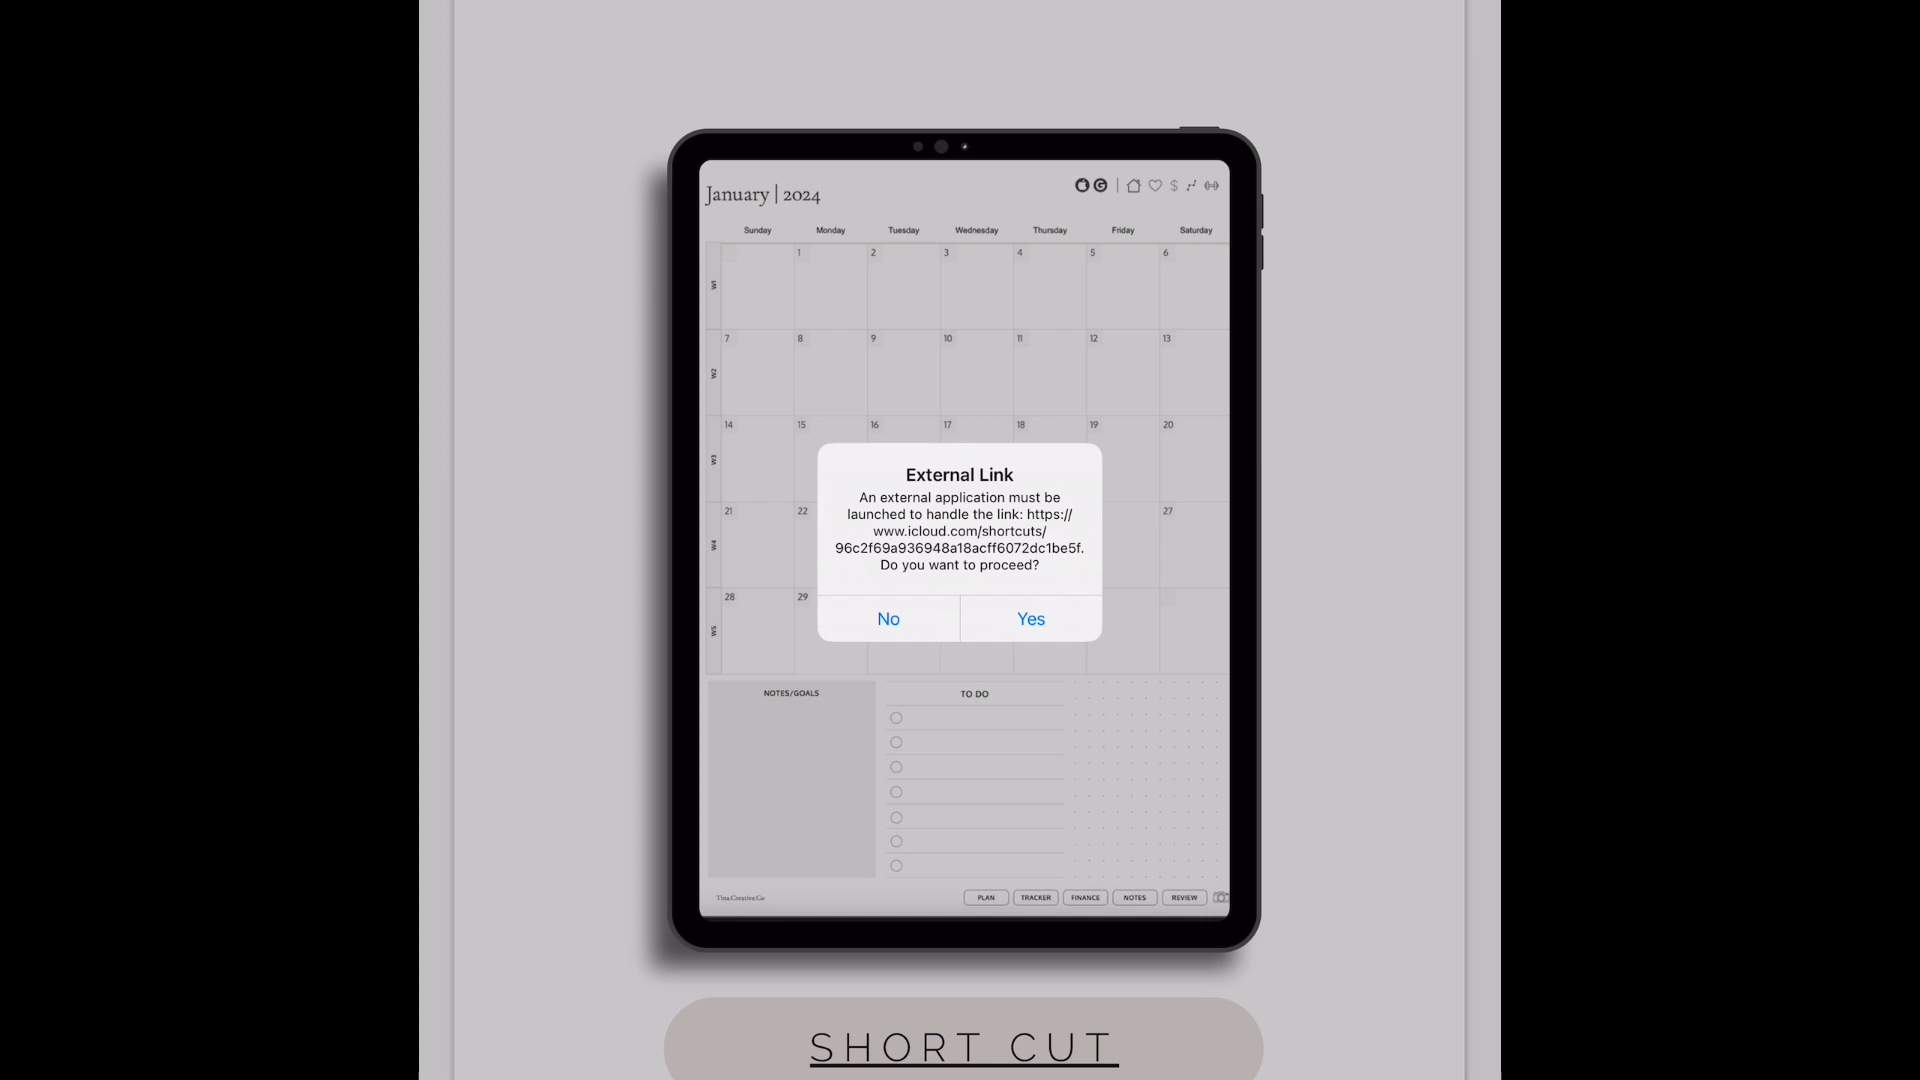 January | 2024
Sunday Monday Tuesday Wednesday Thursday Friday Saturday
W1 1 2 3 4 5 6
W2 7 8 9 10 11 12 13
W3 14 15 16 17 18 19 20
W4 21 22 27
W5 28 29
External Link
An external application must be
launched to handle the link: https://
www.icloud.com/shortcuts/
96c2f69a936948a18acff6072dc1be5f.
Do you want to proceed?
No Yes
NOTES/GOALS
TO DO
TinaCreativeCo
PLAN TRACKER FINANCE NOTES REVIEW
SHORT CUT